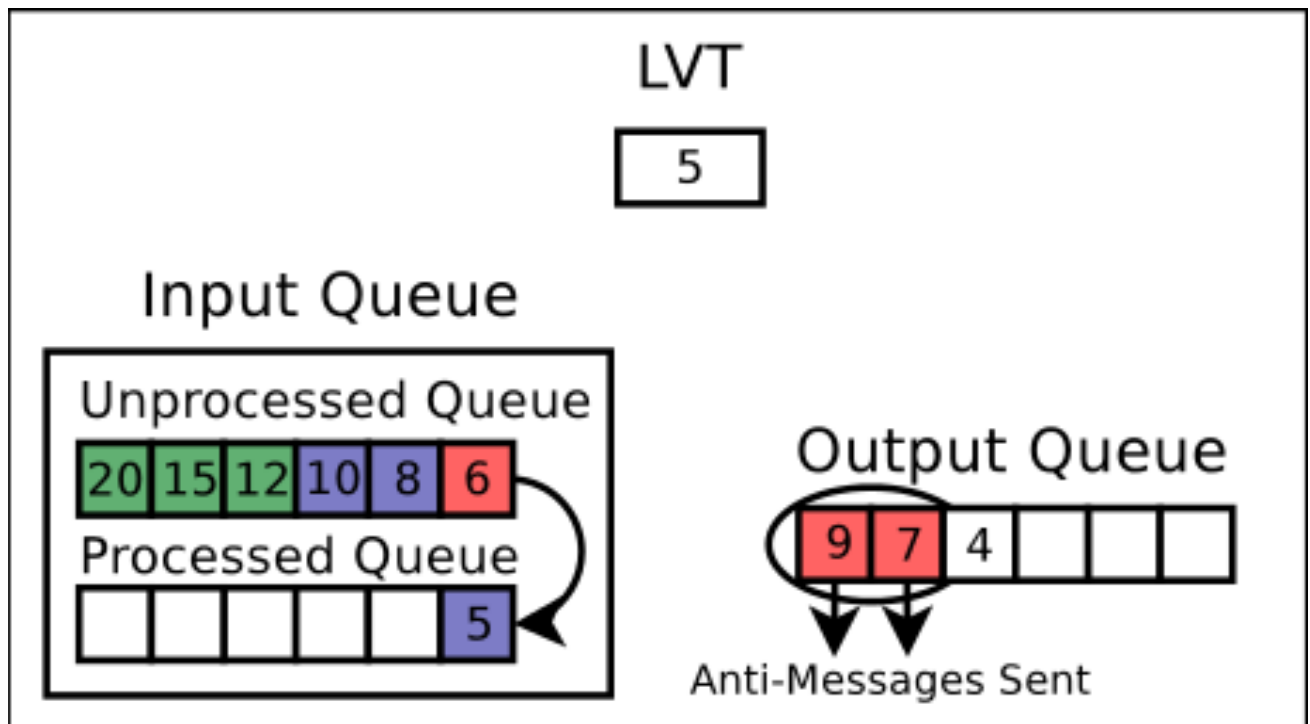 LVT
5
Input Queue
Unprocessed Queue
20 15 12 10 8 6
Processed Queue
5
Output Queue
9 7 4
Anti-Messages Sent